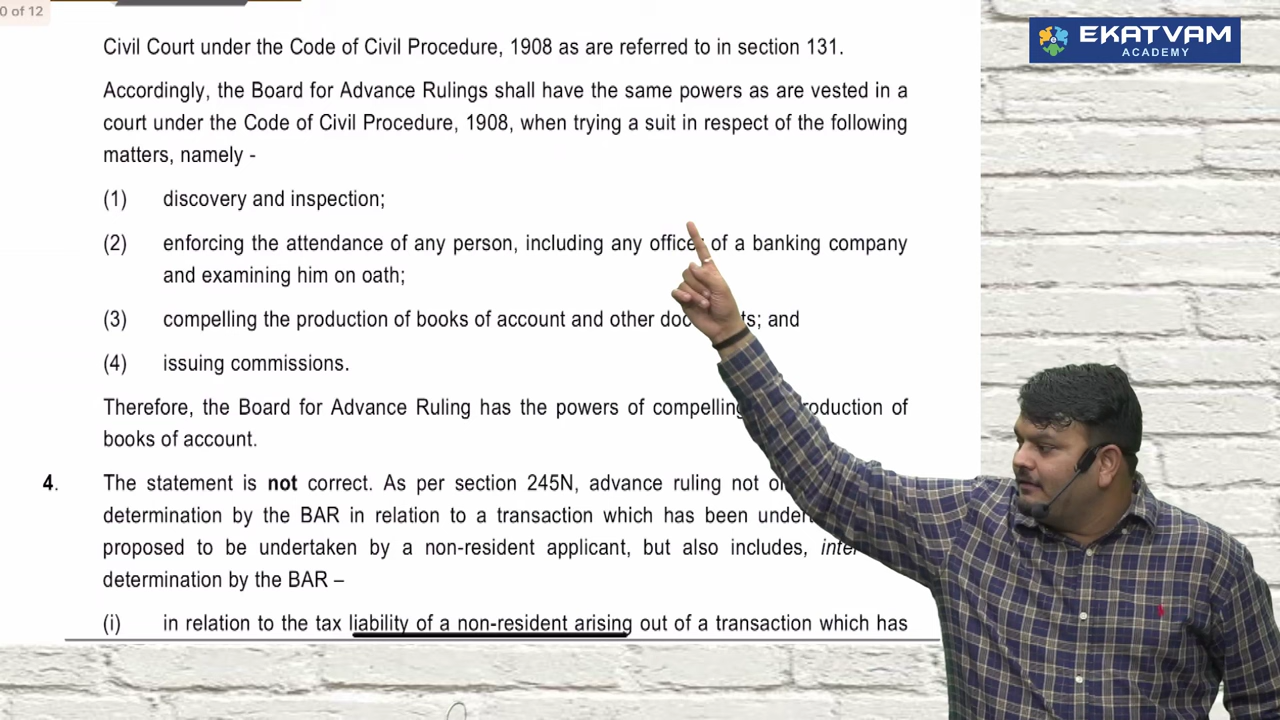 0 of 12
EKATVAM
ACADEMY
Civil Court under the Code of Civil Procedure, 1908 as are referred to in section 131.
Accordingly, the Board for Advance Rulings shall have the same powers as are vested in a
court under the Code of Civil Procedure, 1908, when trying a suit in respect of the following
matters, namely -
(1) discovery and inspection;
(2) enforcing the attendance of any person, including any office of a banking company
and examining him on oath;
(3) compelling the production of books of account and other and
(4) issuing commissions.
Therefore, the Board for Advance Ruling has the powers of compelling of
books of account.
4. The statement is not correct. As per section 245N, advance ruling not
determination by the BAR in relation to a transaction which has been
proposed to be undertaken by a non-resident applicant, but also includes,
determination by the BAR –
(i) in relation to the tax liability of a non-resident arising out of a transaction which has